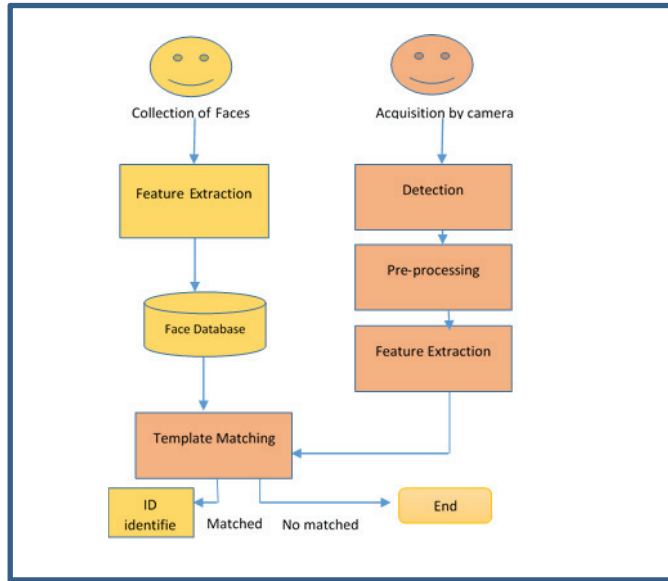 Collection of Faces
Acquisition by camera
Feature Extraction
Detection
Pre-processing
Face Database
Feature Extraction
Template Matching
ID
identifie
Matched
No matched
End